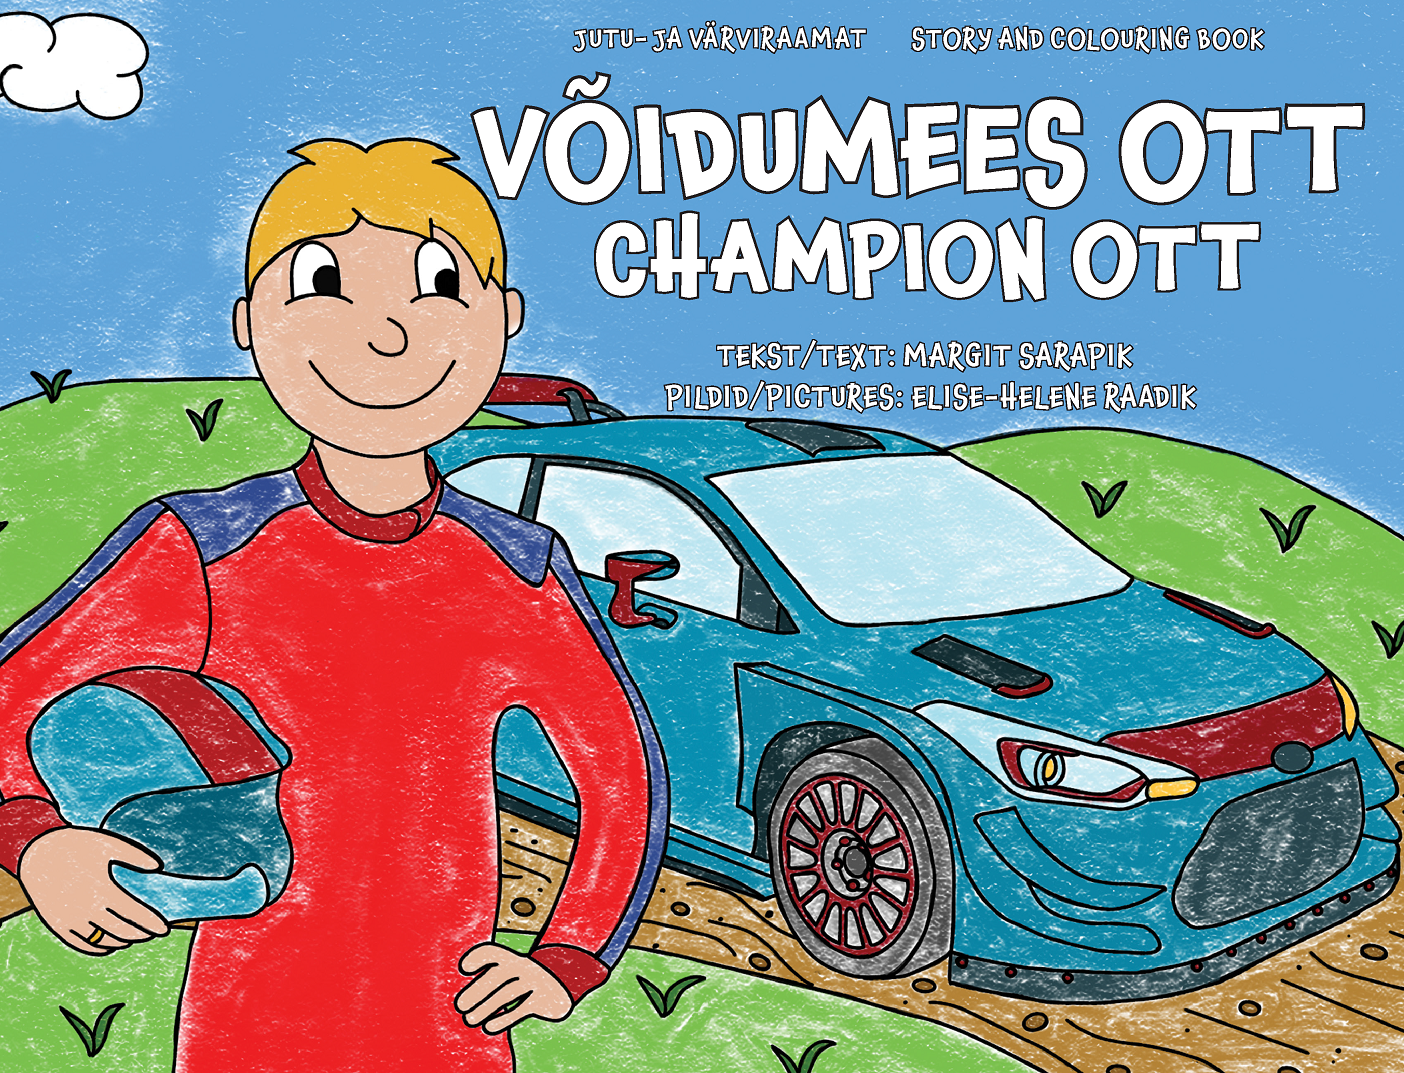 JUTU- JA VÄRVIRAAMAT STORY AND COLOURING BOOK
VÕIDUMEES OTT
CHAMPION OTT
TEKST/TEXT: MARGIT SARAPIK
PILDID/PICTURES: ELISE-HELENE RAADIK